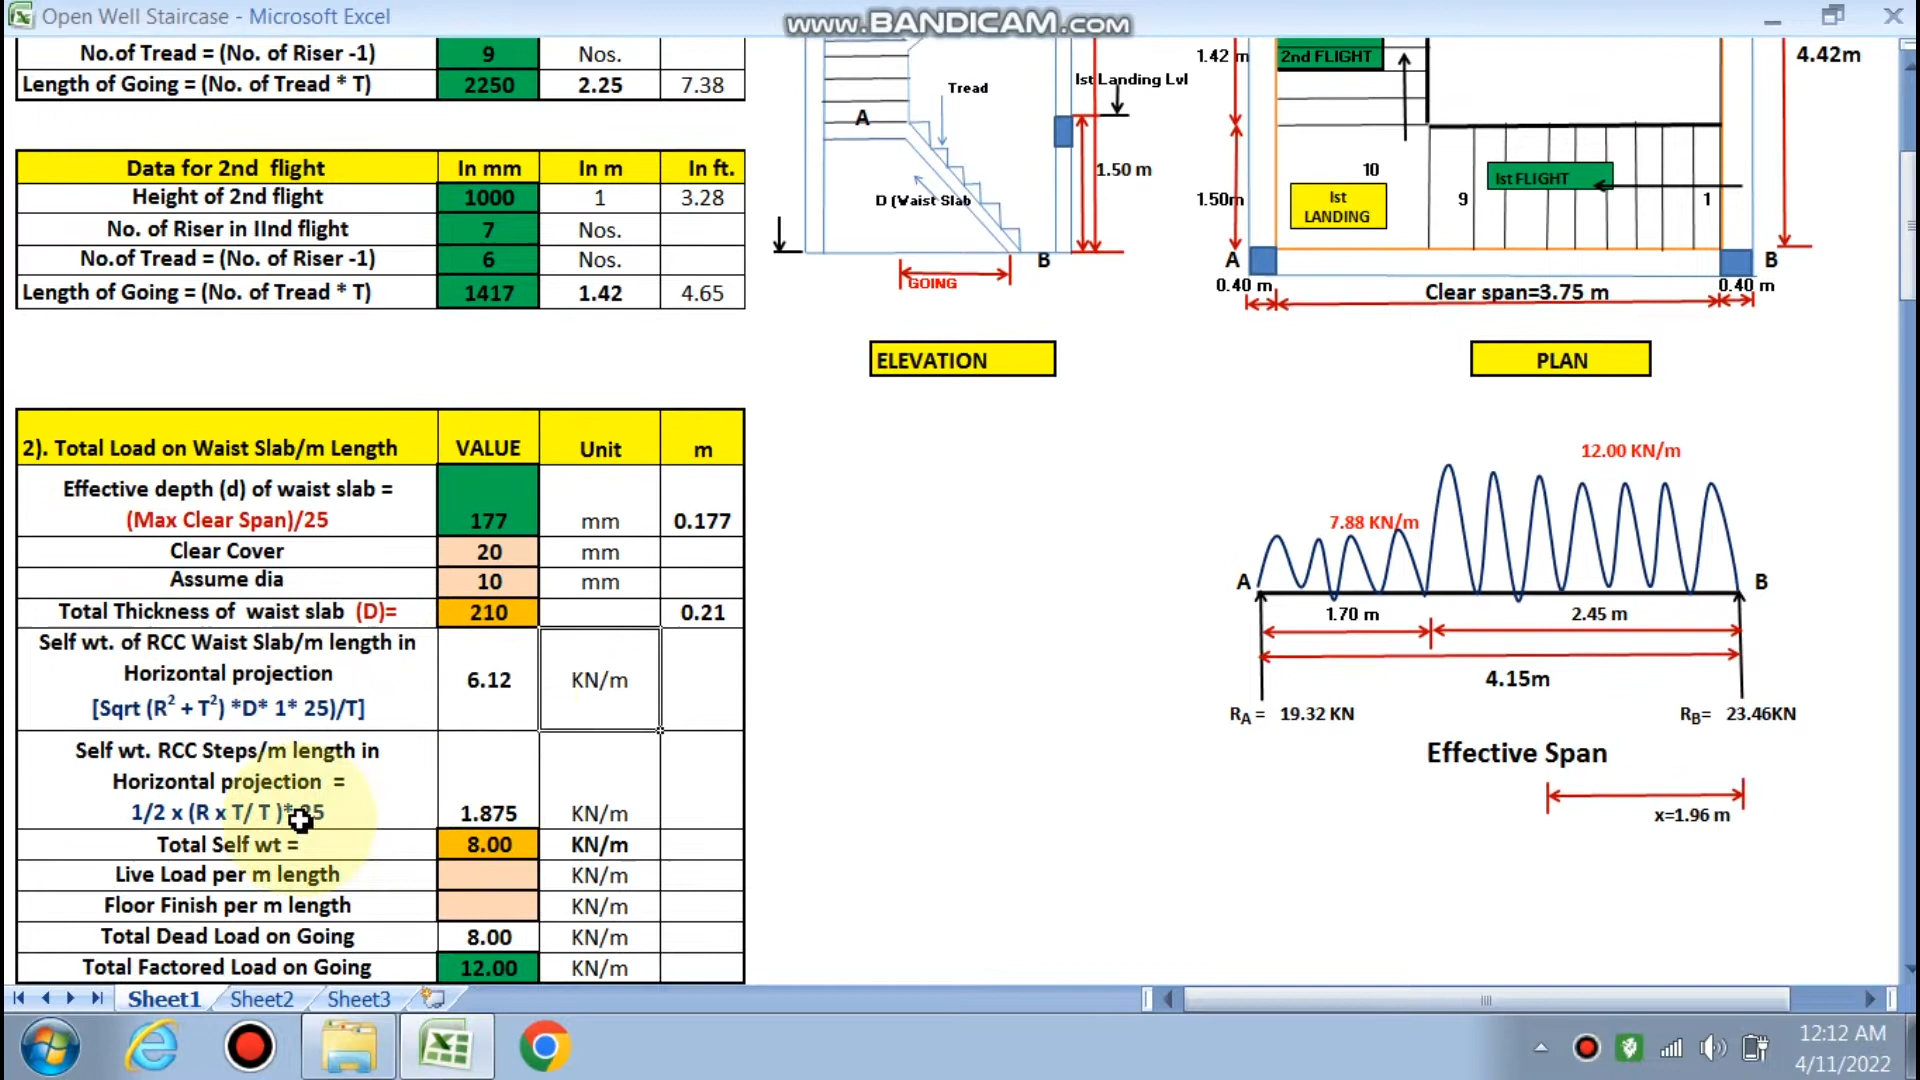 Open Well Staircase - Microsoft Excel
WWW.BANDICAM.COM
No.of Tread = (No. of Riser -1) 9 Nos.
Length of Going = (No. of Tread * T) 2250 2.25 7.38
Data for 2nd flight In mm In m In ft.
Height of 2nd flight 1000 1 3.28
No. of Riser in IInd flight 7 Nos.
No.of Tread = (No. of Riser -1) 6 Nos.
Length of Going = (No. of Tread * T) 1417 1.42 4.65
Tread
Ist Landing Lvl
A
1.50 m
D (Waist Slab
B
GOING
ELEVATION
1.42 m
2nd FLIGHT
4.42m
10
Ist FLIGHT
1.50m
Ist
LANDING
9
1
A
B
0.40 m
Clear span=3.75 m
0.40 m
PLAN
2). Total Load on Waist Slab/m Length VALUE Unit m
Effective depth (d) of waist slab =
(Max Clear Span)/25 177 mm 0.177
Clear Cover 20 mm
Assume dia 10 mm
Total Thickness of waist slab (D)= 210 0.21
Self wt. of RCC Waist Slab/m length in
Horizontal projection 6.12 KN/m
[Sqrt (R² + T²) *D* 1* 25)/T]
Self wt. RCC Steps/m length in
Horizontal projection =
1/2 x (R x T/ T )* 25 1.875 KN/m
Total Self wt = 8.00 KN/m
Live Load per m length KN/m
Floor Finish per m length KN/m
Total Dead Load on Going 8.00 KN/m
Total Factored Load on Going 12.00 KN/m
12.00 KN/m
7.88 KN/m
A
B
1.70 m
2.45 m
4.15m
RA = 19.32 KN
RB= 23.46KN
Effective Span
x=1.96 m
Sheet1 Sheet2 Sheet3
12:12 AM
4/11/2022